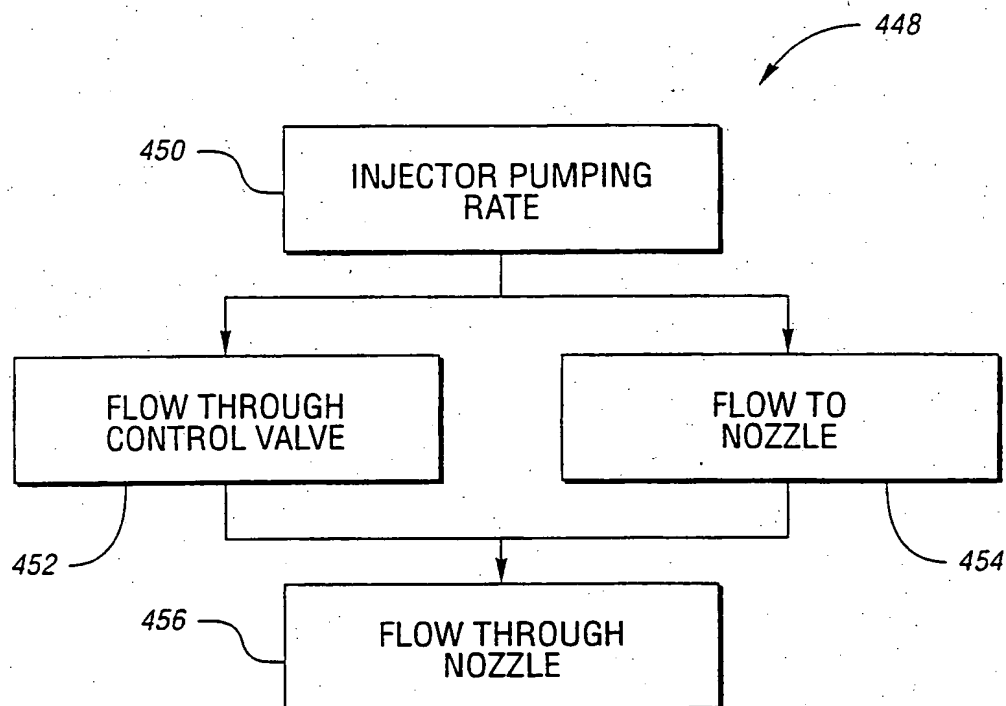 448
450
INJECTOR PUMPING
RATE
FLOW THROUGH
CONTROL VALVE
FLOW TO
NOZZLE
452
454
456
FLOW THROUGH
NOZZLE